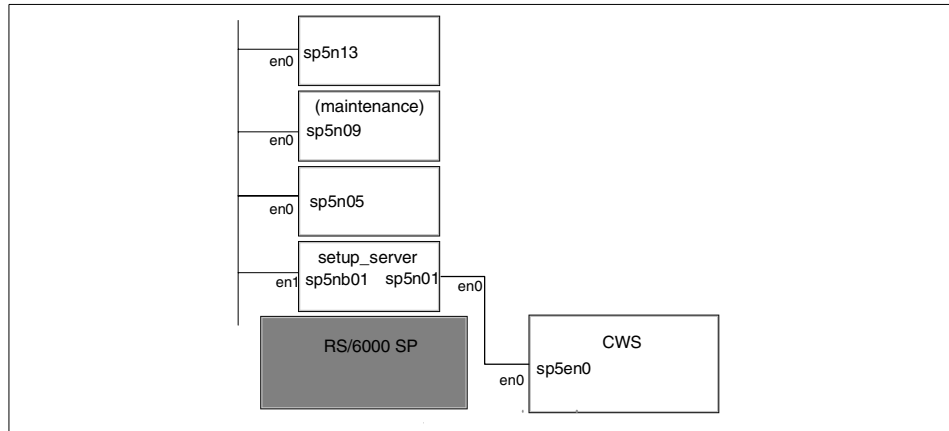 en0
sp5n13
(maintenance)
en0
sp5n09
en0
sp5n05
setup_server
en1 sp5nb01 sp5n01 en0
RS/6000 SP
CWS
en0
sp5en0